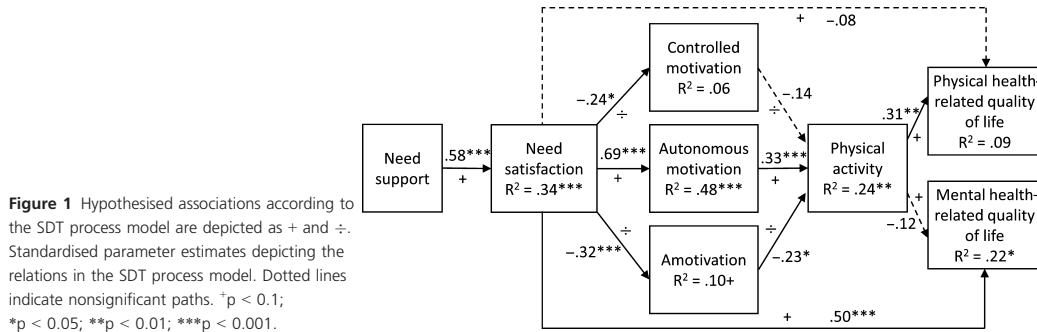 + −.08
Controlled
motivation
R² = .06
Physical health-
related quality
of life
R² = .09
−.24*
÷
−.14
÷
.31**
+
Need
support
.58***
+
Need
satisfaction
R² = .34***
.69***
+
Autonomous
motivation
R² = .48***
.33***
+
Physical
activity
R² = .24**
−.32***
÷
Amotivation
R² = .10+
÷
−.23*
+
−.12
Mental health-
related quality
of life
R² = .22*
+ .50***
Figure 1 Hypothesised associations according to
the SDT process model are depicted as + and ÷.
Standardised parameter estimates depicting the
relations in the SDT process model. Dotted lines
indicate nonsignificant paths. ⁺p < 0.1;
*p < 0.05; **p < 0.01; ***p < 0.001.